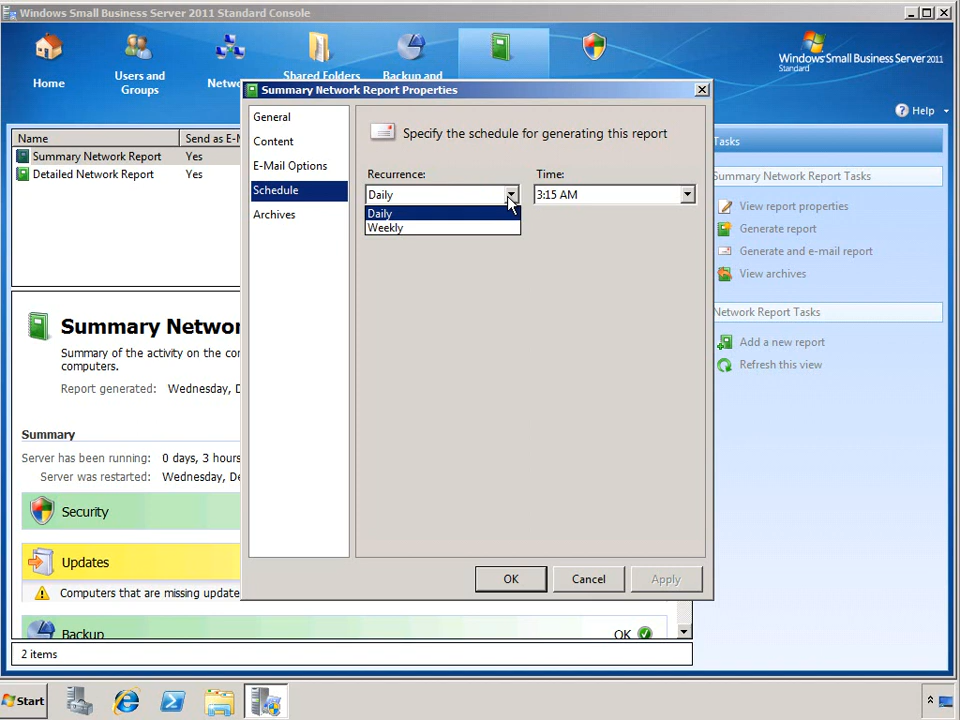 Windows Small Business Server 2011 Standard Console
Home
Users and Groups
Netw
Shared Folders
Backup and
Windows Small Business Server 2011
Standard
Help
Summary Network Report Properties
General
Content
E-Mail Options
Schedule
Archives
Specify the schedule for generating this report
Recurrence:
Time:
Daily
3:15 AM
Daily
Weekly
OK
Cancel
Apply
Name
Send as E-M
Summary Network Report
Yes
Detailed Network Report
Yes
Summary Networ
Summary of the activity on the co
computers.
Report generated: Wednesday, D
Summary
Server has been running: 0 days, 3 hours
Server was restarted: Wednesday, De
Security
Updates
Computers that are missing update
Backup
OK
2 items
Tasks
Summary Network Report Tasks
View report properties
Generate report
Generate and e-mail report
View archives
Network Report Tasks
Add a new report
Refresh this view
Start